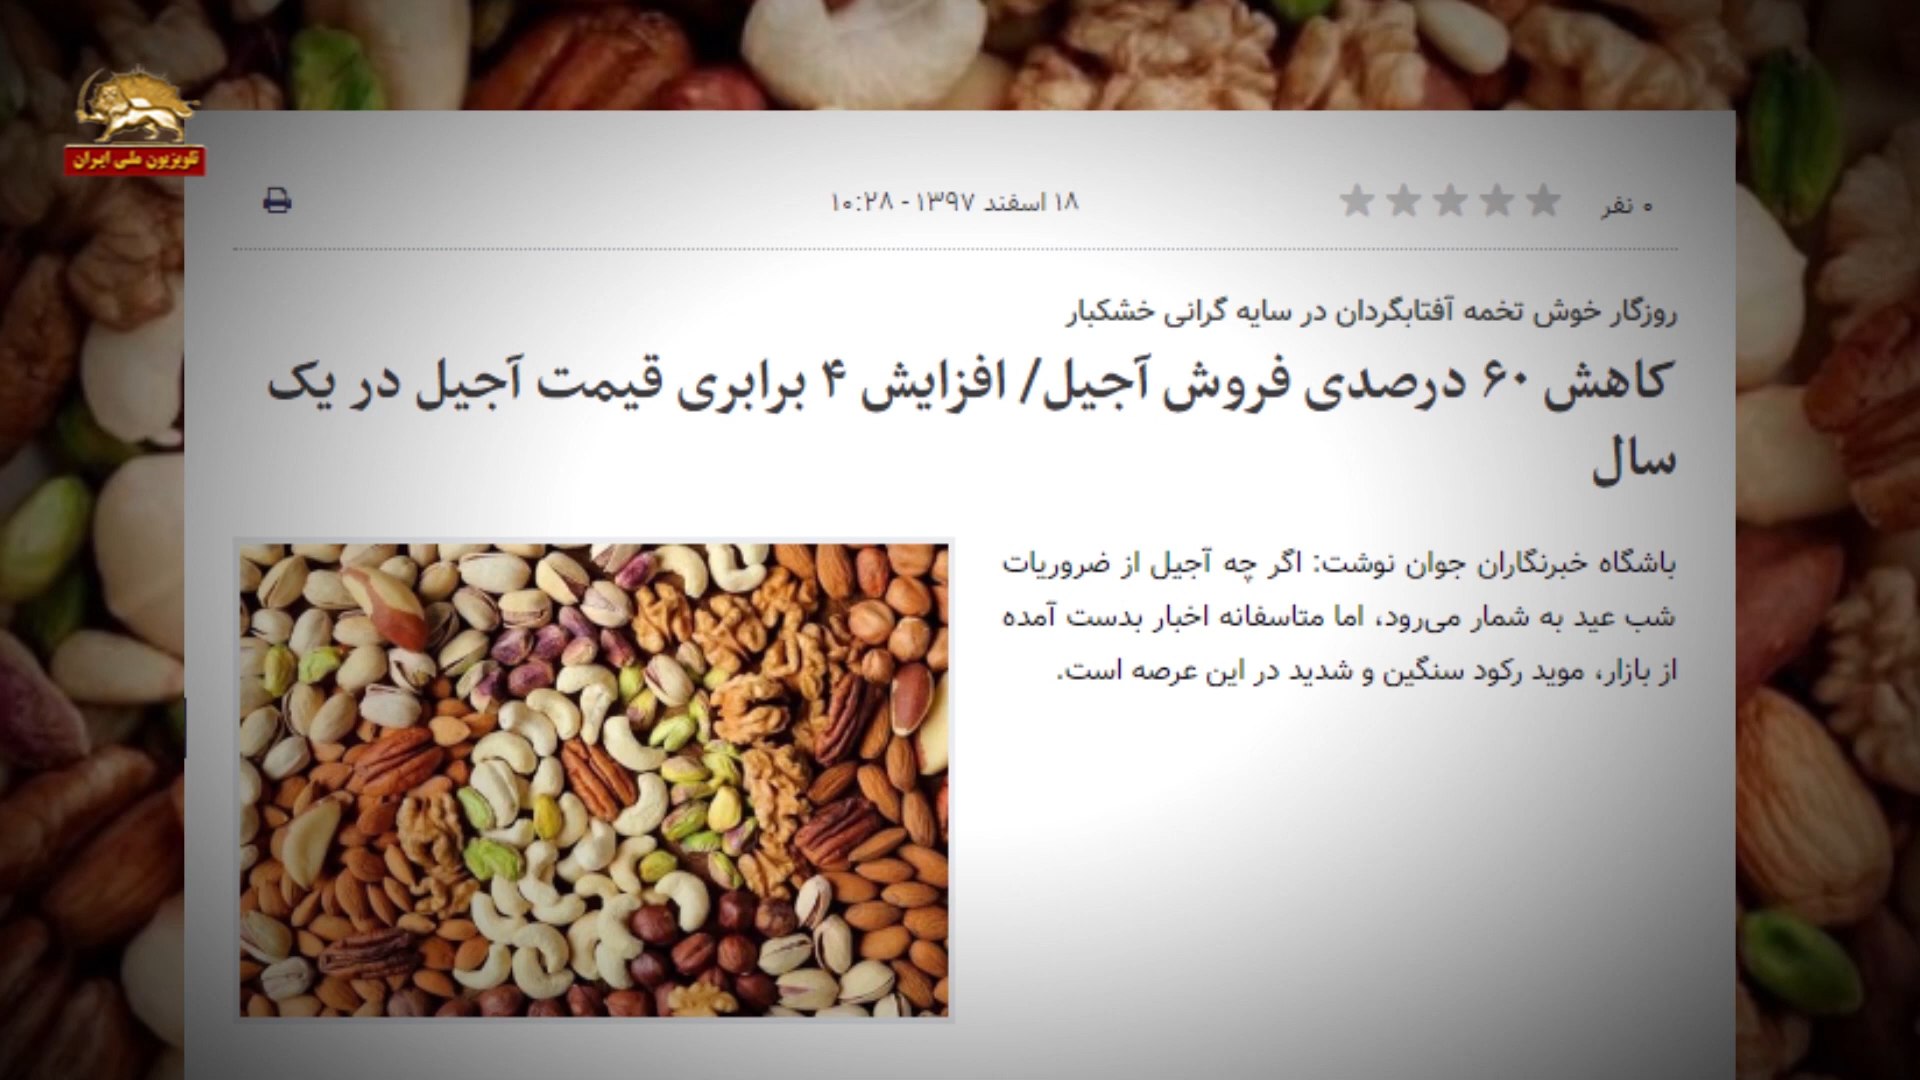 تلویزیون ملی ایران
۰ نفر
۱۸ اسفند ۱۳۹۷ - ۱۰:۲۸
روزگار خوش تخمه آفتابگردان در سایه گرانی خشکبار
کاهش ۶۰ درصدی فروش آجیل/ افزایش ۴ برابری قیمت آجیل در یک
سال
باشگاه خبرنگاران جوان نوشت: اگر چه آجیل از ضروریات
شب عید به شمار می‌رود، اما متاسفانه اخبار بدست آمده
از بازار، موید رکود سنگین و شدید در این عرصه است.